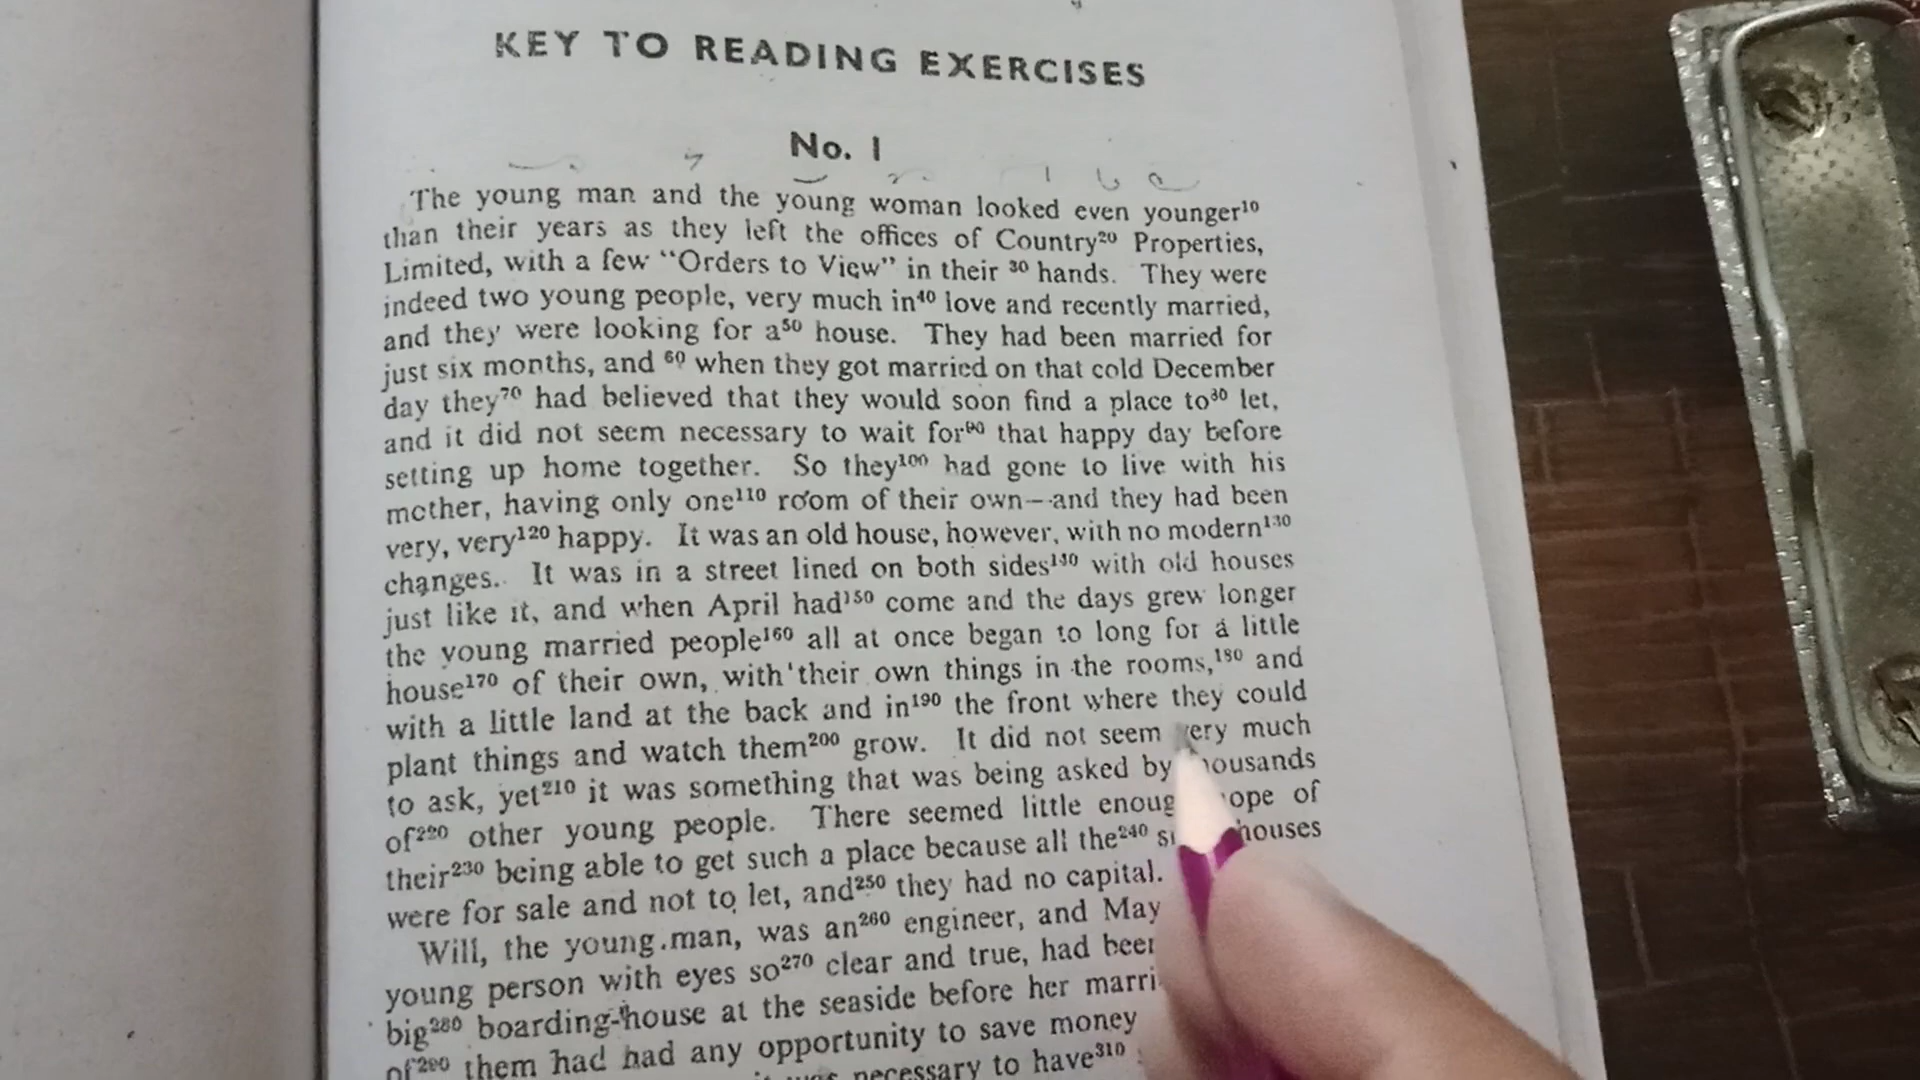 KEY TO READING EXERCISES
No. 1
The young man and the young woman looked even younger¹⁰
than their years as they left the offices of Country²⁰ Properties,
Limited, with a few "Orders to View" in their ³⁰ hands. They were
indeed two young people, very much in⁴⁰ love and recently married,
and they were looking for a⁵⁰ house. They had been married for
just six months, and ⁶⁰ when they got married on that cold December
day they⁷⁰ had believed that they would soon find a place to⁸⁰ let,
and it did not seem necessary to wait for⁹⁰ that happy day before
setting up home together. So they¹⁰⁰ had gone to live with his
mother, having only one¹¹⁰ room of their own—and they had been
very, very¹²⁰ happy. It was an old house, however, with no modern¹³⁰
changes. It was in a street lined on both sides¹⁴⁰ with old houses
just like it, and when April had¹⁵⁰ come and the days grew longer
the young married people¹⁶⁰ all at once began to long for a little
house¹⁷⁰ of their own, with their own things in the rooms,¹⁸⁰ and
with a little land at the back and in¹⁹⁰ the front where they could
plant things and watch them²⁰⁰ grow. It did not seem very much
to ask, yet²¹⁰ it was something that was being asked by thousands
of²²⁰ other young people. There seemed little enough hope of
their²³⁰ being able to get such a place because all the²⁴⁰ houses
were for sale and not to let, and²⁵⁰ they had no capital.
Will, the young man, was an²⁶⁰ engineer, and May
young person with eyes so²⁷⁰ clear and true, had been
big²⁸⁰ boarding-house at the seaside before her
of²⁹⁰ them had had any opportunity to save money
necessary to have³¹⁰